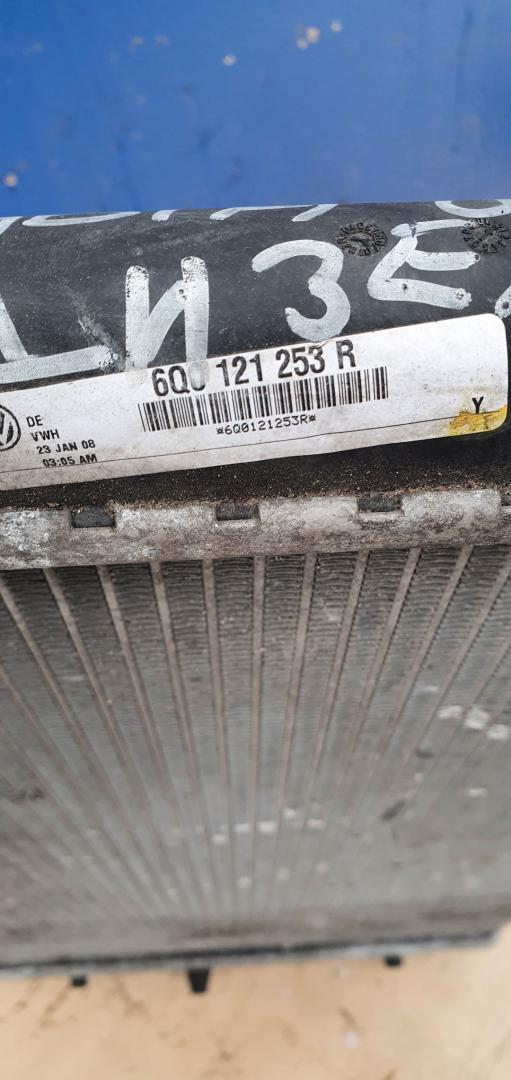 6Q0 121 253 R
*6Q0121253R*
DE
VWH
23 JAN 08
03:05 AM
Y